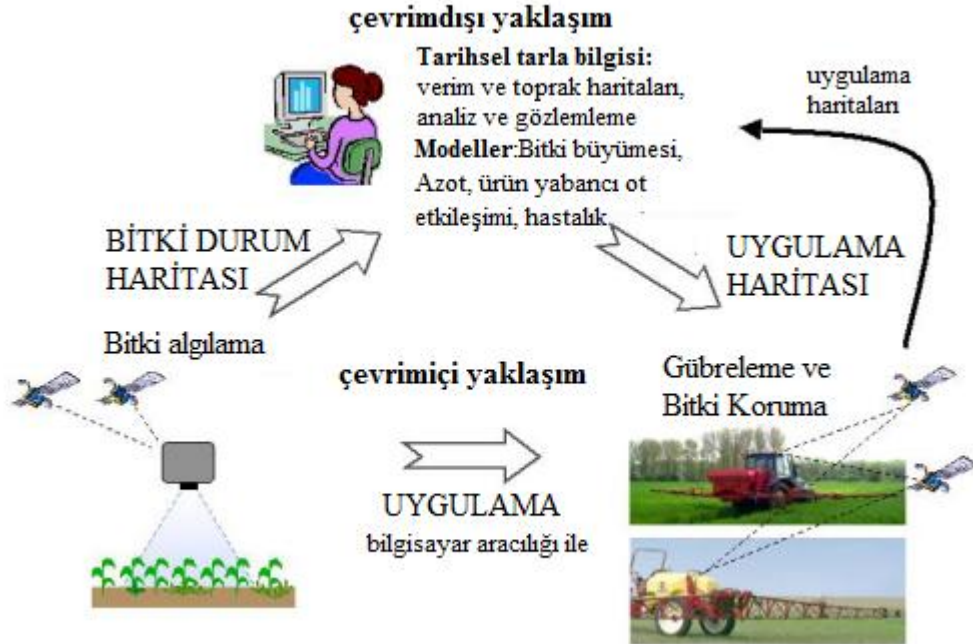 çevrimdışı yaklaşım
Tarihsel tarla bilgisi:
verim ve toprak haritaları,
analiz ve gözlemleme
Modeller:Bitki büyümesi,
Azot, ürün yabancı ot
etkileşimi, hastalık
uygulama
haritaları
BİTKİ DURUM
HARİTASI
UYGULAMA
HARİTASI
Bitki algılama
çevrimiçi yaklaşım
Gübreleme ve
Bitki Koruma
UYGULAMA
bilgisayar aracılığı ile